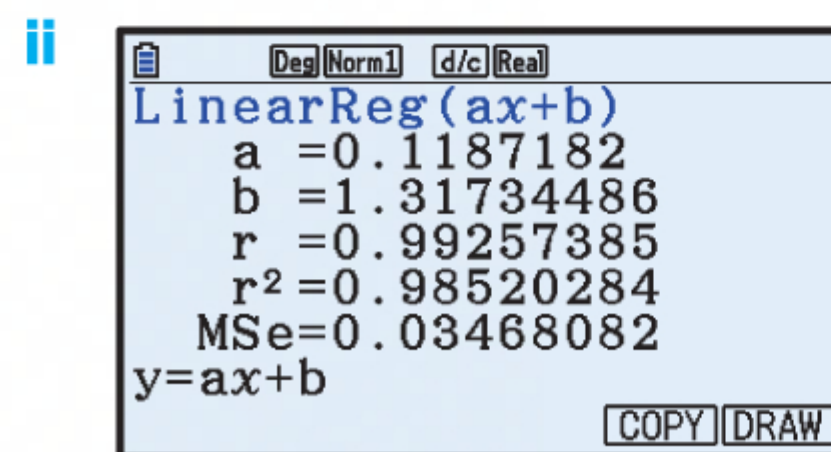 ii
Deg Norm1 d/c Real
LinearReg(ax+b)
a =0.1187182
b =1.31734486
r =0.99257385
r²=0.98520284
MSe=0.03468082
y=ax+b
COPY DRAW